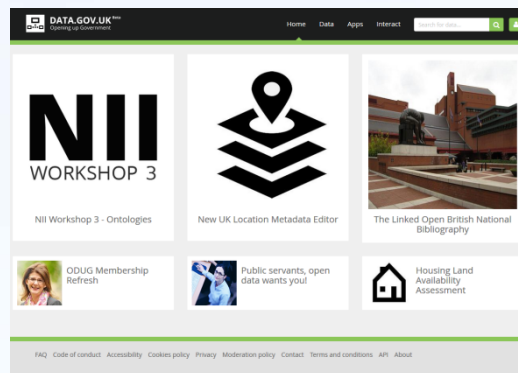 DATA.GOV.UK Beta
Opening up Government
Home Data Apps Interact Search for data...
NII
WORKSHOP 3
NII Workshop 3 - Ontologies
New UK Location Metadata Editor
The Linked Open British National
Bibliography
ODUG Membership
Refresh
Public servants, open
data wants you!
Housing Land
Availability
Assessment
FAQ Code of conduct Accessibility Cookies policy Privacy Moderation policy Contact Terms and conditions API About